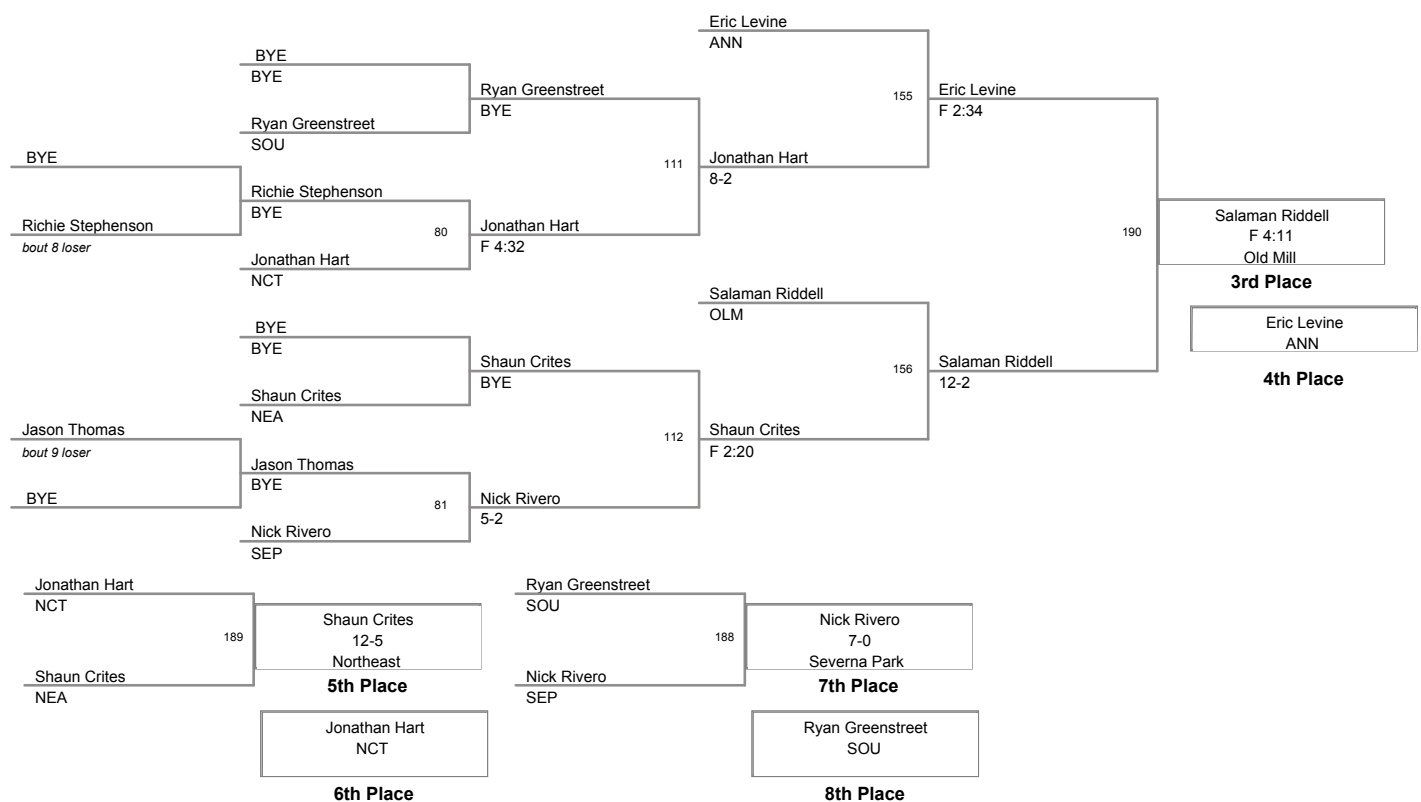 Eric Levine
ANN
BYE
BYE
Ryan Greenstreet
BYE
155
Eric Levine
F 2:34
Ryan Greenstreet
SOU
BYE
111
Jonathan Hart
8-2
Richie Stephenson
BYE
Richie Stephenson
bout 8 loser
80
Jonathan Hart
F 4:32
190
Salaman Riddell
F 4:11
Old Mill
3rd Place
Jonathan Hart
NCT
Salaman Riddell
OLM
Eric Levine
ANN
4th Place
BYE
BYE
Shaun Crites
BYE
156
Salaman Riddell
12-2
Shaun Crites
NEA
Jason Thomas
bout 9 loser
112
Shaun Crites
F 2:20
Jason Thomas
BYE
BYE
81
Nick Rivero
5-2
Nick Rivero
SEP
Jonathan Hart
NCT
189
Shaun Crites
12-5
Northeast
5th Place
Shaun Crites
NEA
Jonathan Hart
NCT
6th Place
Ryan Greenstreet
SOU
188
Nick Rivero
7-0
Severna Park
7th Place
Nick Rivero
SEP
Ryan Greenstreet
SOU
8th Place